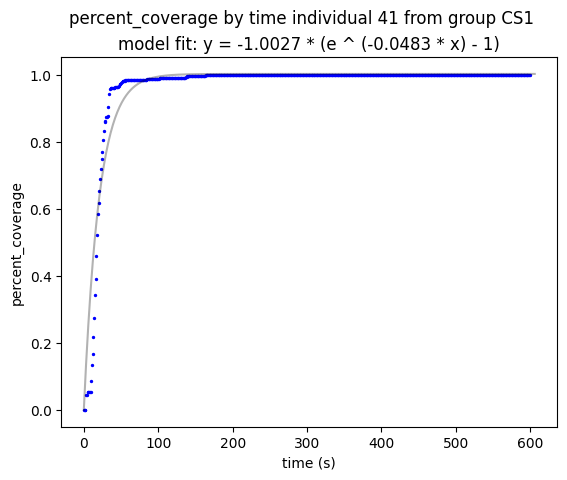 percent_coverage by time individual 41 from group CS1
model fit: y = -1.0027 * (e ^ (-0.0483 * x) - 1)
1.0
0.8
0.6
0.4
0.2
0.0
percent_coverage
0 100 200 300 400 500 600
time (s)